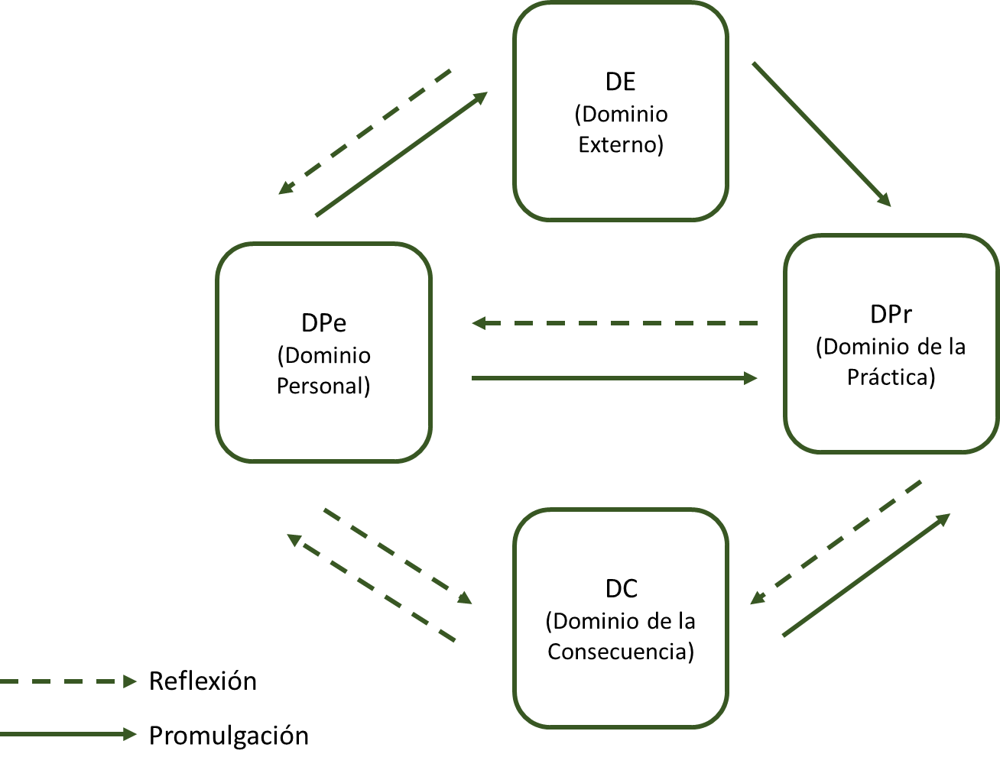 DE
(Dominio
Externo)
DPe
(Dominio
Personal)
DPr
(Dominio de la
Práctica)
DC
(Dominio de la
Consecuencia)
Reflexión
Promulgación